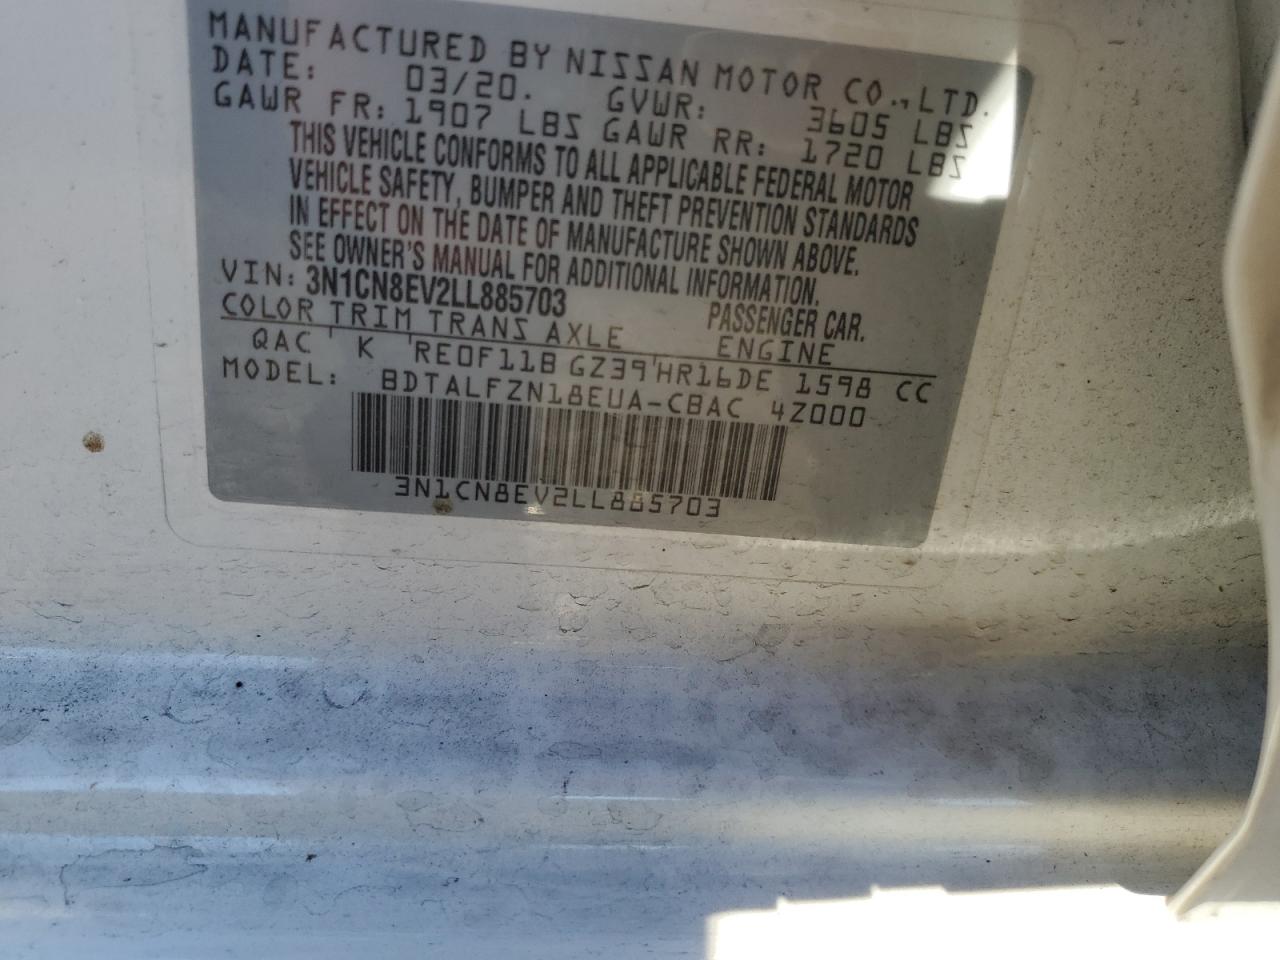 MANUFACTURED BY NISSAN MOTOR CO., LTD.
DATE: 03/20. GVWR: 3605 LBS
GAWR FR: 1907 LBS GAWR RR: 1720 LBS
THIS VEHICLE CONFORMS TO ALL APPLICABLE FEDERAL MOTOR
VEHICLE SAFETY, BUMPER AND THEFT PREVENTION STANDARDS
IN EFFECT ON THE DATE OF MANUFACTURE SHOWN ABOVE.
SEE OWNER'S MANUAL FOR ADDITIONAL INFORMATION.
VIN: 3N1CN8EV2LL885703 PASSENGER CAR.
COLOR TRIM TRANS AXLE ENGINE
QAC K RE0F11B GZ39 HR16DE 1598 CC
MODEL: BDTALFZN18EUA-CBAC 4Z000
3N1CN8EV2LL885703